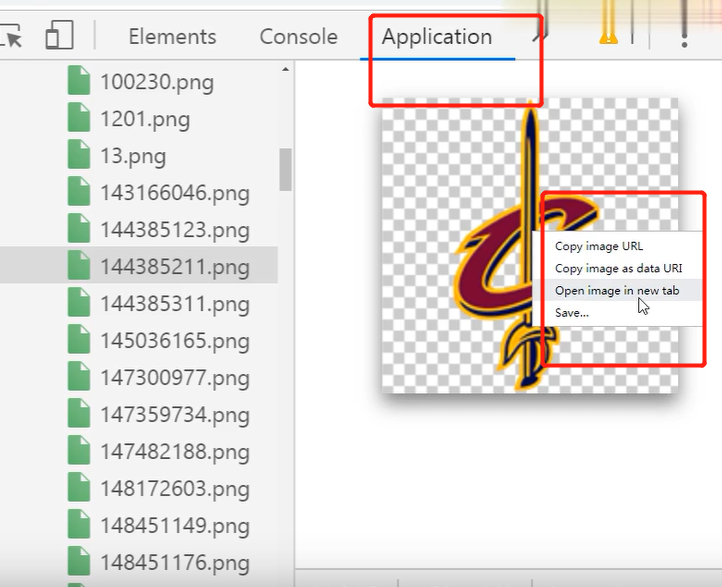 Elements Console Application
100230.png
1201.png
13.png
143166046.png
144385123.png
144385211.png
144385311.png
145036165.png
147300977.png
147359734.png
147482188.png
148172603.png
148451149.png
148451176.png
Copy image URL
Copy image as data URI
Open image in new tab
Save...